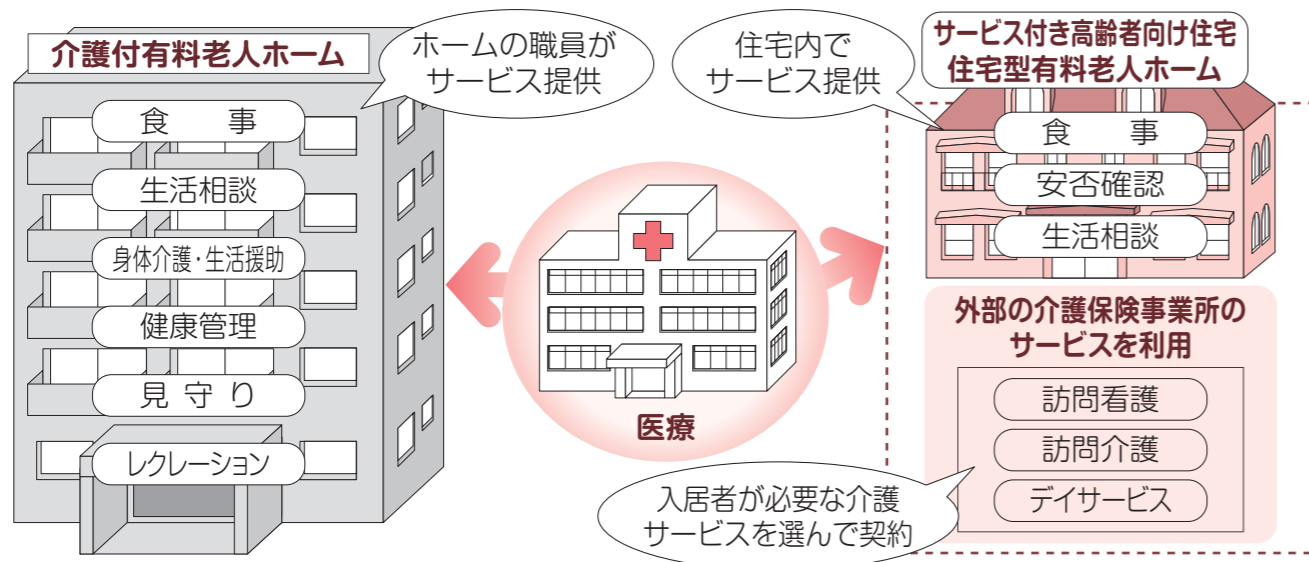 介護付有料老人ホーム
ホームの職員が
サービス提供
食 事
生活相談
身体介護・生活援助
健康管理
見守り
レクレーション
医療
住宅内で
サービス提供
サービス付き高齢者向け住宅
住宅型有料老人ホーム
食 事
安否確認
生活相談
外部の介護保険事業所の
サービスを利用
訪問看護
訪問介護
デイサービス
入居者が必要な介護
サービスを選んで契約